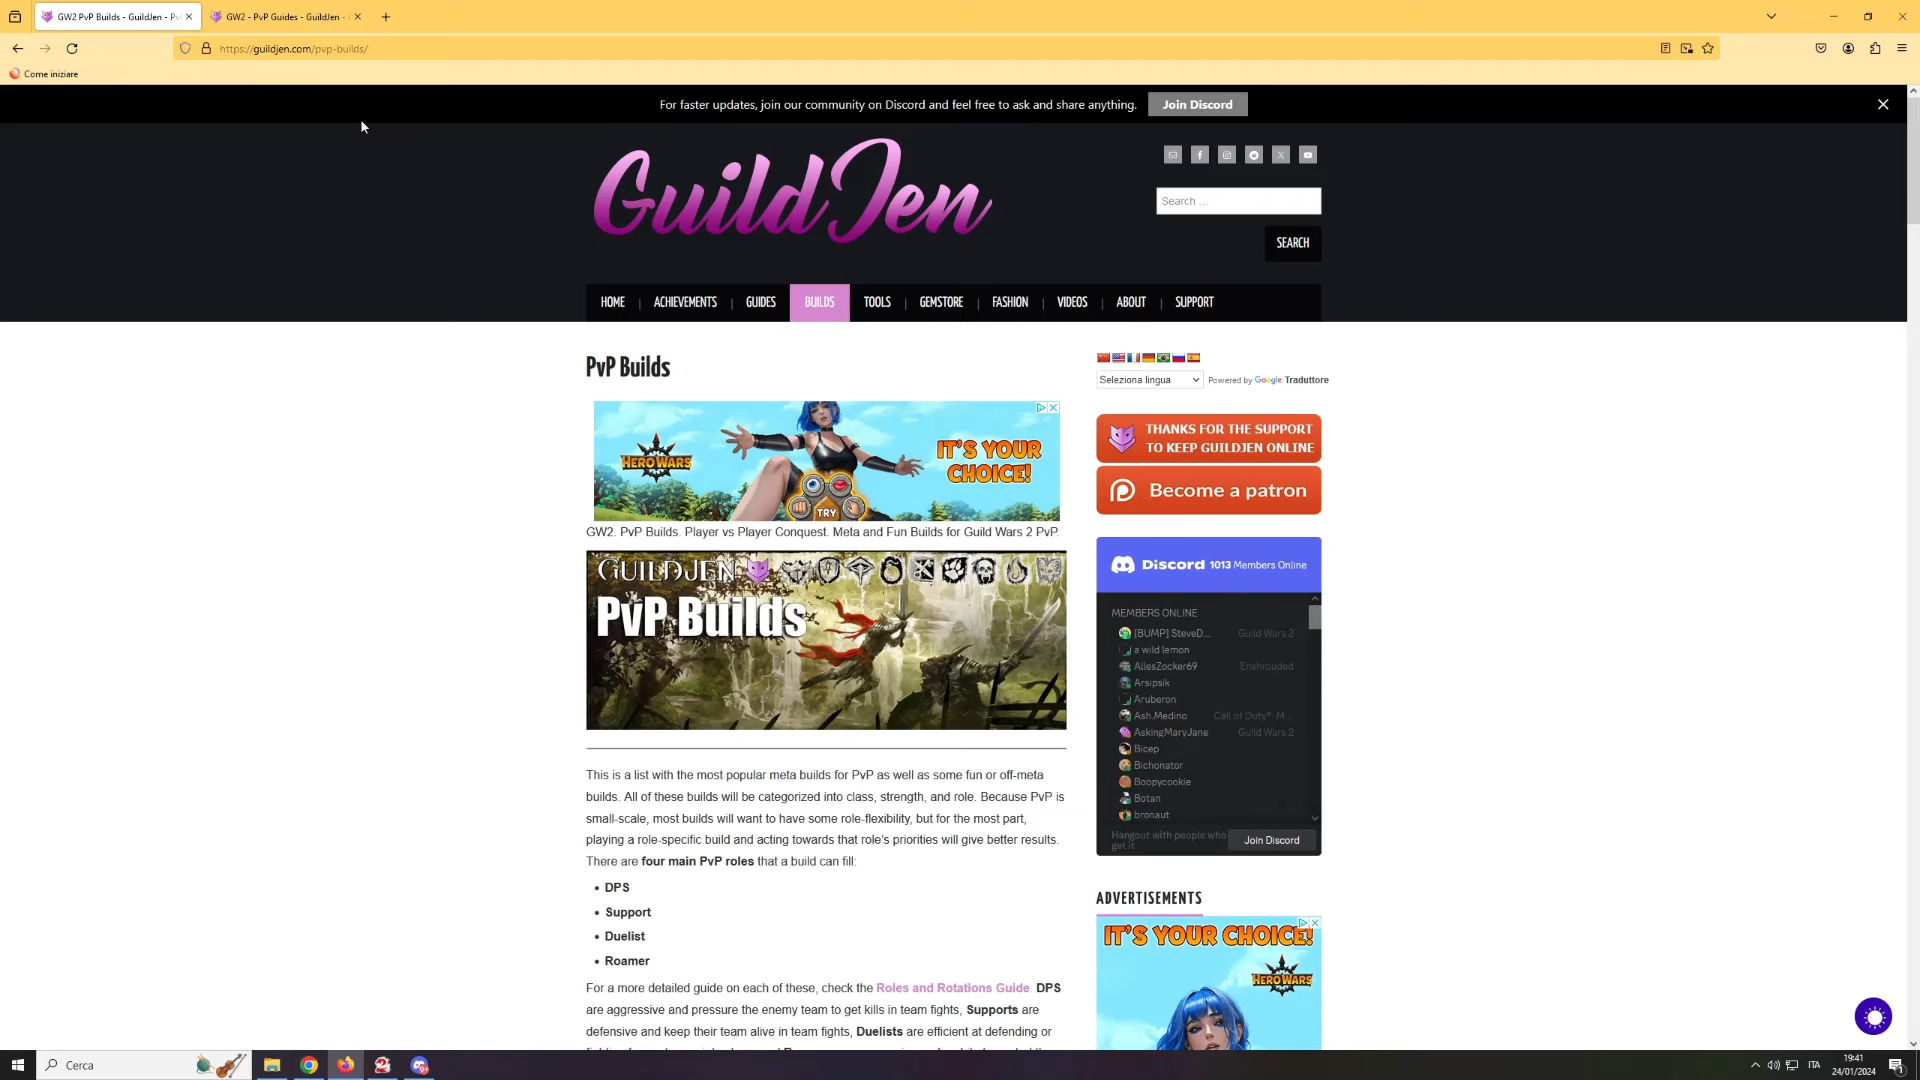 GW2 PvP Builds - GuildJen - Pv
GW2 - PvP Guides - GuildJen -
https://guildjen.com/pvp-builds/
Come iniziare
For faster updates, join our community on Discord and feel free to ask and share anything.
Join Discord
GuildJen
Search ...
SEARCH
HOME | ACHIEVEMENTS | GUIDES BUILDS TOOLS | GEMSTORE | FASHION | VIDEOS | ABOUT | SUPPORT
PvP Builds
HERO WARS
IT'S YOUR
CHOICE!
TRY
GW2. PvP Builds. Player vs Player Conquest. Meta and Fun Builds for Guild Wars 2 PvP.
GUILDJEN
PvP Builds
This is a list with the most popular meta builds for PvP as well as some fun or off-meta
builds. All of these builds will be categorized into class, strength, and role. Because PvP is
small-scale, most builds will want to have some role-flexibility, but for the most part,
playing a role-specific build and acting towards that role's priorities will give better results.
There are four main PvP roles that a build can fill:
• DPS
• Support
• Duelist
• Roamer
For a more detailed guide on each of these, check the Roles and Rotations Guide. DPS
are aggressive and pressure the enemy team to get kills in team fights, Supports are
defensive and keep their team alive in team fights, Duelists are efficient at defending or
Seleziona lingua
Powered by Google Traduttore
THANKS FOR THE SUPPORT
TO KEEP GUILDJEN ONLINE
Become a patron
Discord 1013 Members Online
MEMBERS ONLINE
[BUMP] SteveD... Guild Wars 2
a wild lemon
AllesZocker69 Enshrouded
Arsipsik
Aruberon
Ash.Medino Call of Duty®: M...
AskingMaryJane Guild Wars 2
Bicep
Bichonator
Boopycookie
Botan
bronaut
Hangout with people who
get it
Join Discord
ADVERTISEMENTS
IT'S YOUR CHOICE!
HERO WARS
Cerca
ITA
19:41
24/01/2024